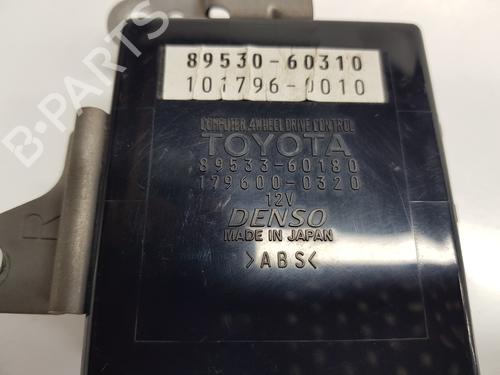 89530-60310
101796-0010
COMPUTER, 4WHEEL DRIVE CONTROL
TOYOTA
89533-60180
179600-0320
12V
DENSO
MADE IN JAPAN
>ABS<
R
B-PARTS